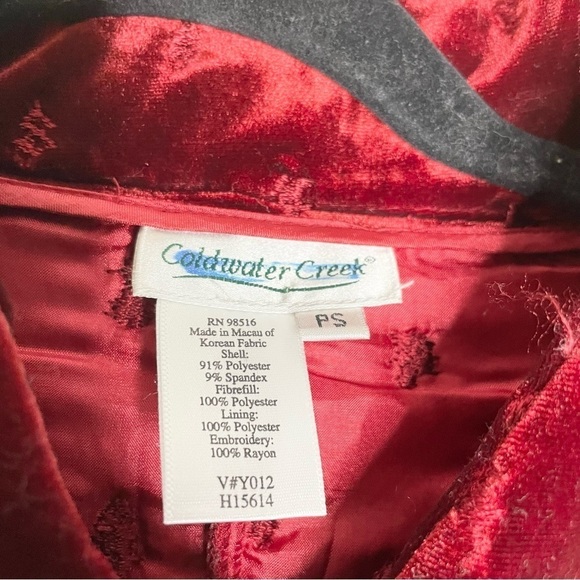 Coldwater Creek®
PS
RN 98516
Made in Macau of
Korean Fabric
Shell:
91% Polyester
9% Spandex
Fibrefill:
100% Polyester
Lining:
100% Polyester
Embroidery:
100% Rayon
V#Y012
H15614